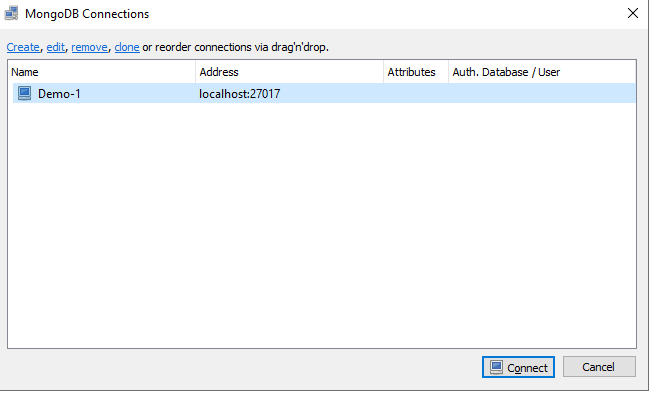 MongoDB Connections
Create, edit, remove, clone or reorder connections via drag'n'drop.
Name Address Attributes Auth. Database / User
Demo-1 localhost:27017
Connect Cancel